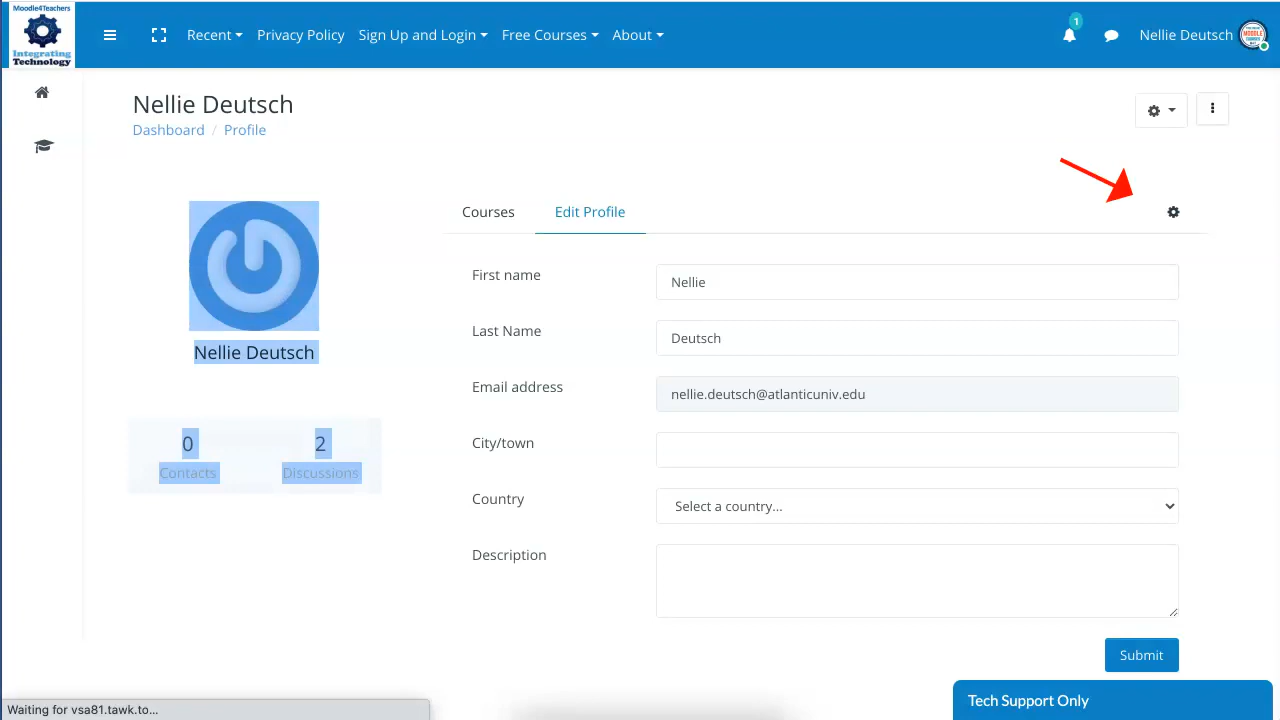 Moodle4Teachers
Integrating
Technology
Recent
Privacy Policy
Sign Up and Login
Free Courses
About
1
Nellie Deutsch
MOODLE
Nellie Deutsch
Dashboard / Profile
Courses
Edit Profile
Nellie Deutsch
0
Contacts
2
Discussions
First name
Nellie
Last Name
Deutsch
Email address
nellie.deutsch@atlanticuniv.edu
City/town
Country
Select a country...
Description
Submit
Tech Support Only
Waiting for vsa81.tawk.to...